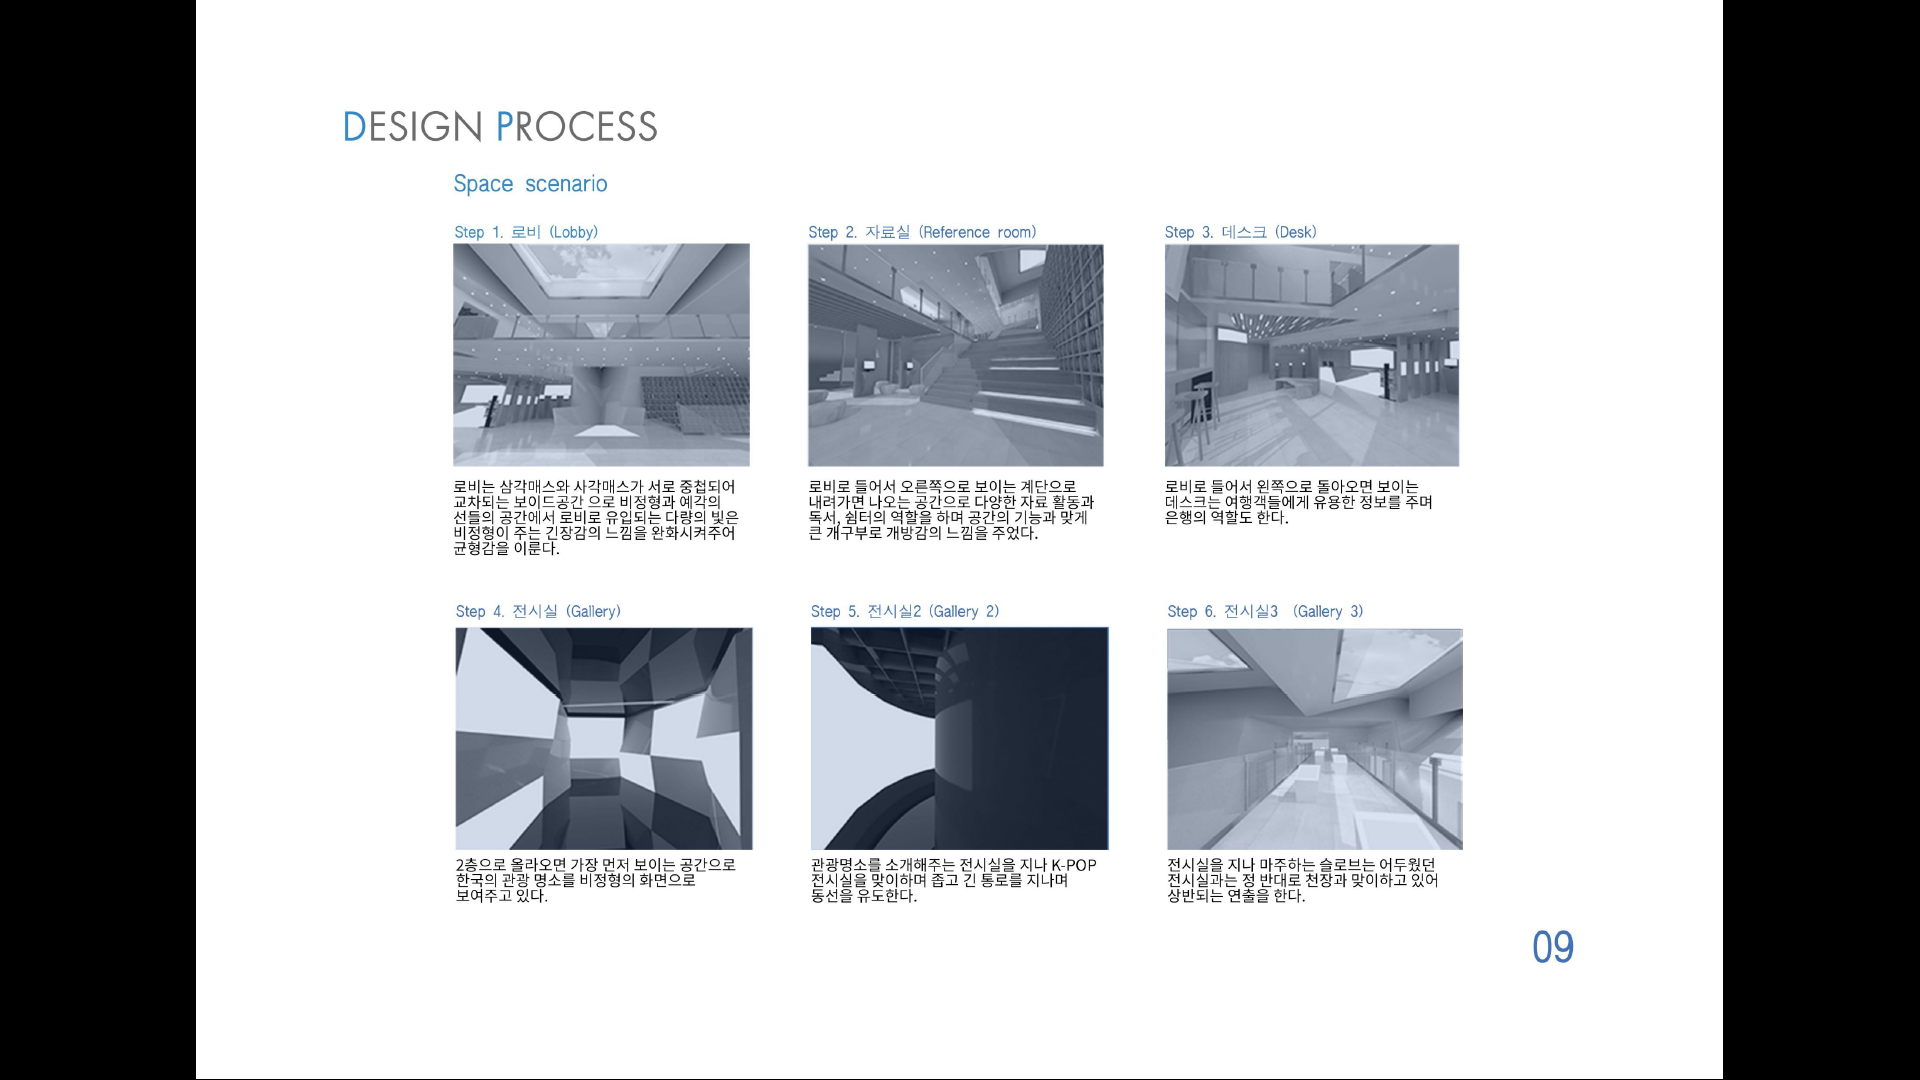 DESIGN PROCESS
Space scenario
Step 1. 로비 (Lobby)
로비는 삼각매스와 사각매스가 서로 중첩되어
교차되는 보이드공간 으로 비정형과 예각의
선들의 공간에서 로비로 유입되는 다량의 빛은
비정형이 주는 긴장감의 느낌을 완화시켜주어
균형감을 이룬다.
Step 2. 자료실 (Reference room)
로비로 들어서 오른쪽으로 보이는 계단으로
내려가면 나오는 공간으로 다양한 자료 활동과
독서, 쉼터의 역할을 하며 공간의 기능과 맞게
큰 개구부로 개방감의 느낌을 주었다.
Step 3. 데스크 (Desk)
로비로 들어서 왼쪽으로 돌아오면 보이는
데스크는 여행객들에게 유용한 정보를 주며
은행의 역할도 한다.
Step 4. 전시실 (Gallery)
2층으로 올라오면 가장 먼저 보이는 공간으로
한국의 관광 명소를 비정형의 화면으로
보여주고 있다.
Step 5. 전시실2 (Gallery 2)
관광명소를 소개해주는 전시실을 지나 K-POP
전시실을 맞이하며 좁고 긴 통로를 지나며
동선을 유도한다.
Step 6. 전시실3 (Gallery 3)
전시실을 지나 마주하는 슬로브는 어두웠던
전시실과는 정 반대로 천장과 맞이하고 있어
상반되는 연출을 한다.
09